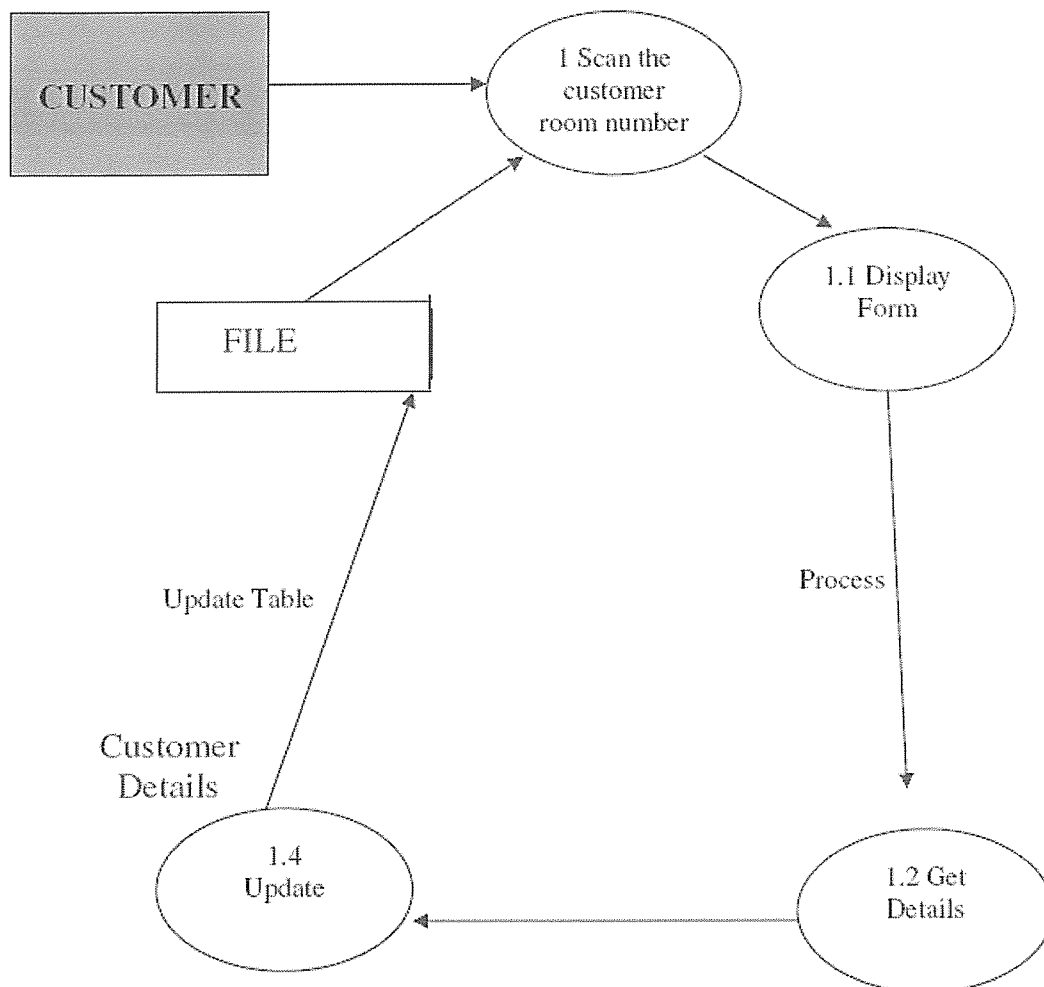 CUSTOMER
1 Scan the
customer
room number
1.1 Display
Form
FILE
Process
Update Table
Customer
Details
1.4
Update
1.2 Get
Details